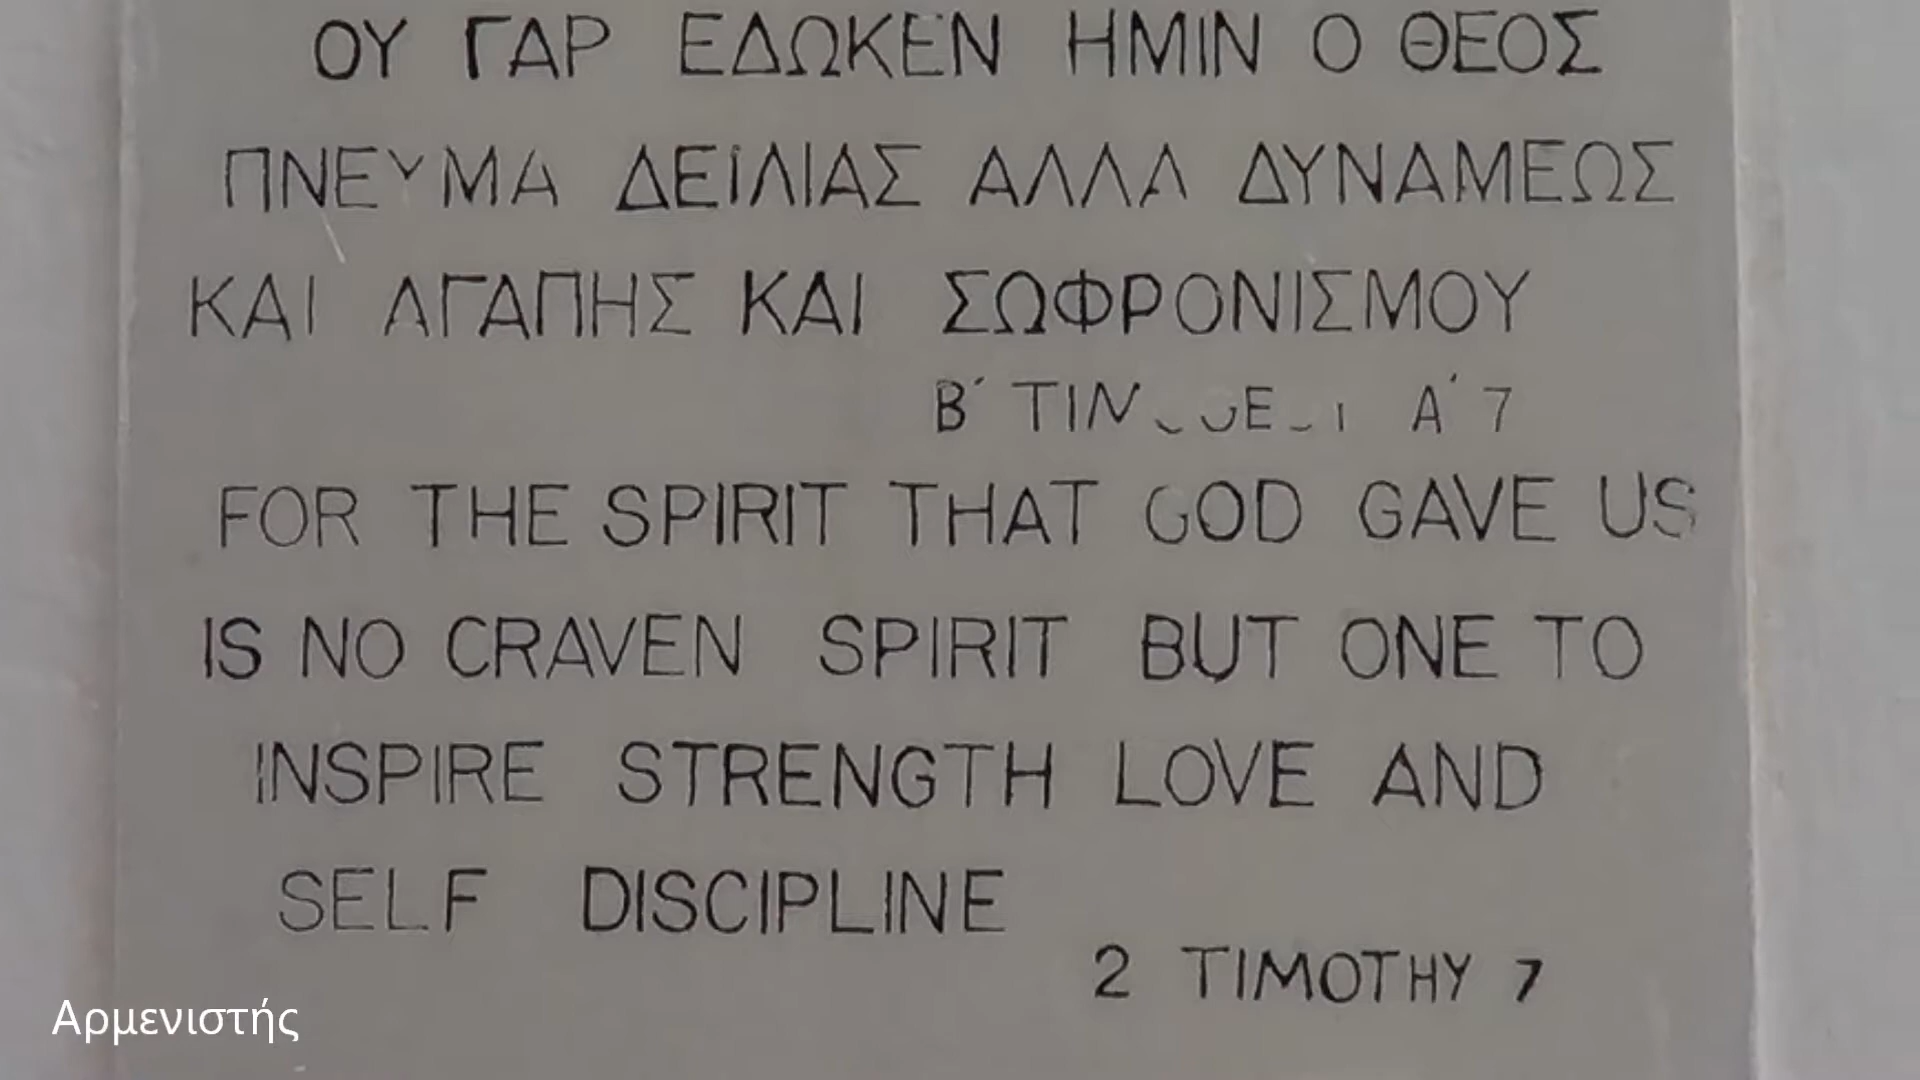 ΟΥ ΓΑΡ ΕΔΩΚΕΝ ΗΜΙΝ Ο ΘΕΟΣ
ΠΝΕΥΜΑ ΔΕΙΛΙΑΣ ΑΛΛΑ ΔΥΝΑΜΕΩΣ
ΚΑΙ ΑΓΑΠΗΣ ΚΑΙ ΣΩΦΡΟΝΙΣΜΟΥ
Β΄ Α΄ 7
FOR THE SPIRIT THAT GOD GAVE US
IS NO CRAVEN SPIRIT BUT ONE TO
INSPIRE STRENGTH LOVE AND
SELF DISCIPLINE
2 TIMOTHY 7
Αρμενιστής